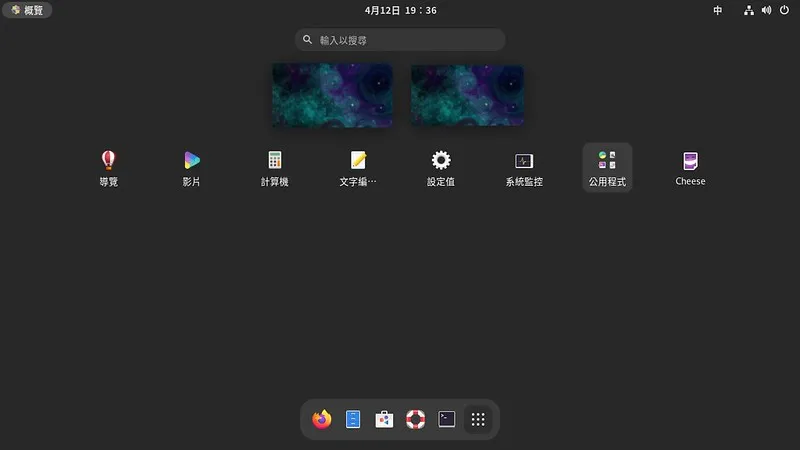 概覽
4月12日 19：36
中
輸入以搜尋
導覽
影片
計算機
文字編…
設定值
系統監控
公用程式
Cheese